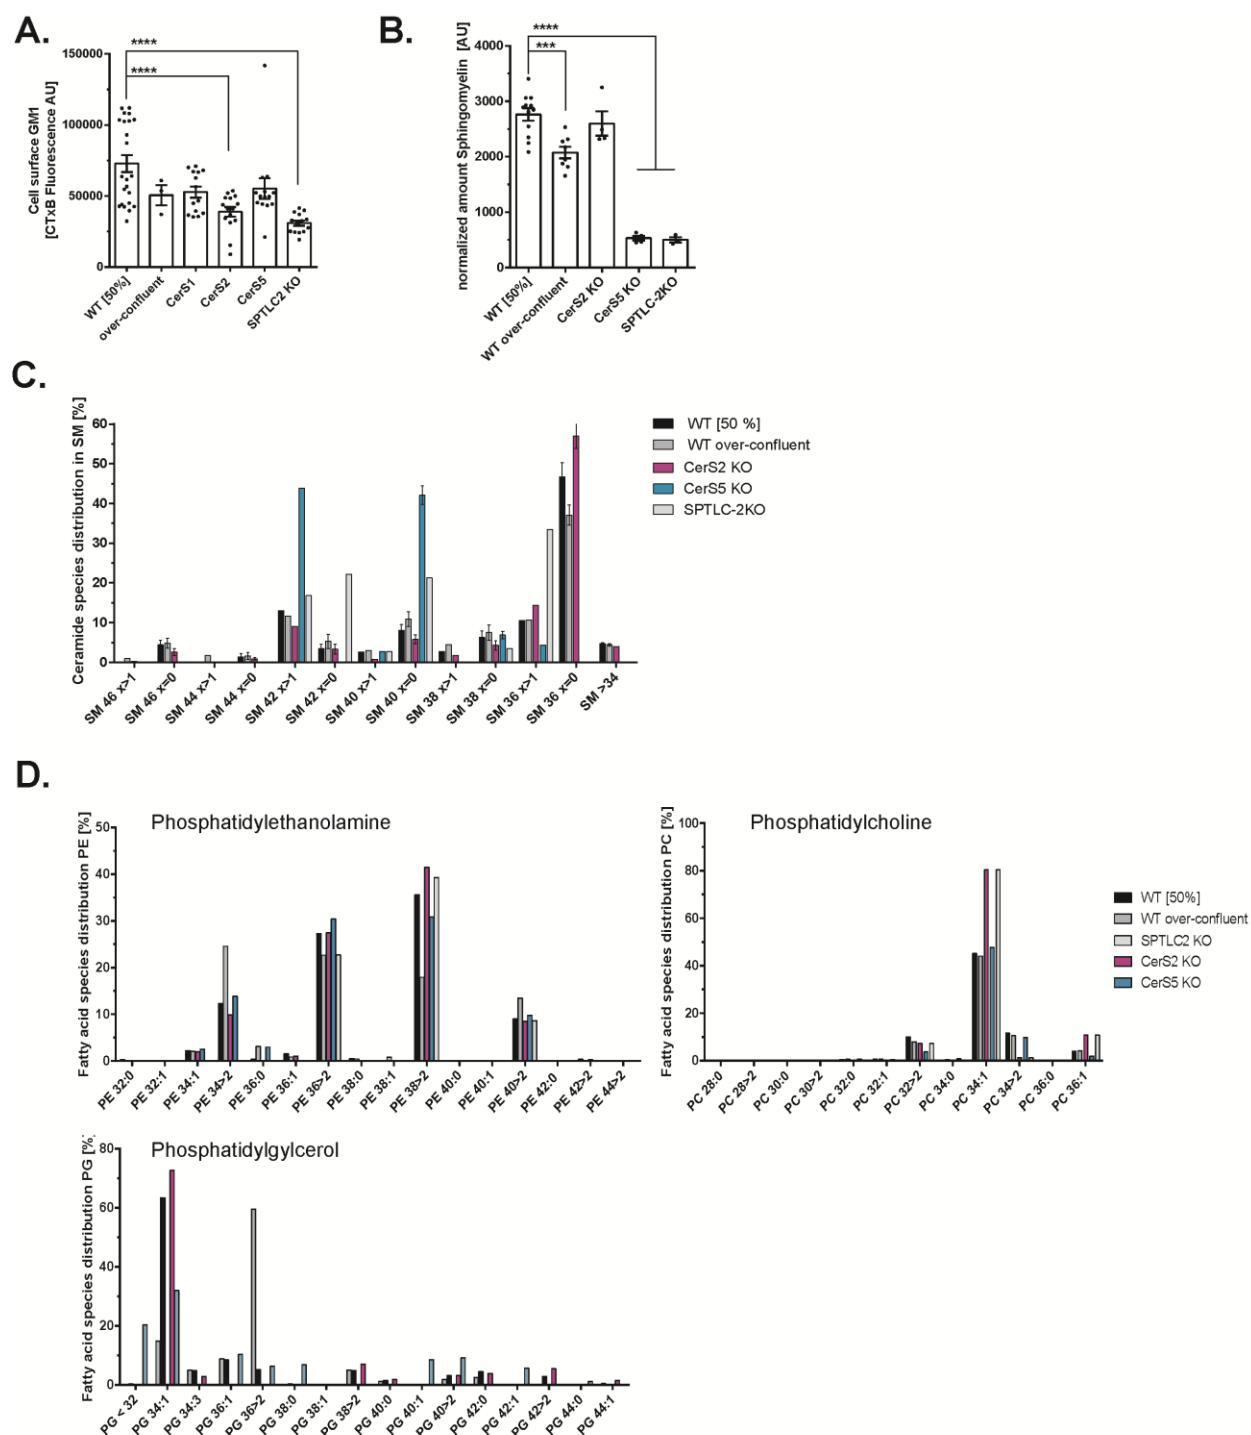 A.
Cell surface GM1
[CTxB Fluorescence AU]
150000
100000
50000
0
****
****
WT [50%]
over-confluent
CerS1
CerS2
CerS5
SPTLC2 KO
B.
normalized amount Sphingomyelin [AU]
4000
3000
2000
1000
0
****
***
WT [50%]
WT over-confluent
CerS2 KO
CerS5 KO
SPTLC-2KO
C.
Ceramide species distribution in SM [%]
60
50
40
30
20
10
0
SM 46 x>1
SM 46 x=0
SM 44 x>1
SM 44 x=0
SM 42 x>1
SM 42 x=0
SM 40 x>1
SM 40 x=0
SM 38 x>1
SM 38 x=0
SM 36 x>1
SM 36 x=0
SM >34
WT [50 %]
WT over-confluent
CerS2 KO
CerS5 KO
SPTLC-2KO
D.
Phosphatidylethanolamine
Fatty acid species distribution PE [%]
50
40
30
20
10
0
PE 32:0
PE 32:1
PE 34:1
PE 34>2
PE 36:0
PE 36:1
PE 36>2
PE 38:0
PE 38:1
PE 38>2
PE 40:0
PE 40:1
PE 40>2
PE 42:0
PE 42>2
PE 44>2
Phosphatidylcholine
Fatty acid species distribution PC [%]
100
80
60
40
20
0
PC 28:0
PC 28>2
PC 30:0
PC 30>2
PC 32:0
PC 32:1
PC 32>2
PC 34:0
PC 34:1
PC 34>2
PC 36:0
PC 36:1
WT [50%]
WT over-confluent
SPTLC2 KO
CerS2 KO
CerS5 KO
Phosphatidylgylcerol
Fatty acid species distribution PG [%]
80
60
40
20
0
PG < 32
PG 34:1
PG 34:3
PG 36:1
PG 36>2
PG 38:0
PG 38:1
PG 38>2
PG 40:0
PG 40:1
PG 40>2
PG 42:0
PG 42:1
PG 42>2
PG 44:0
PG 44:1